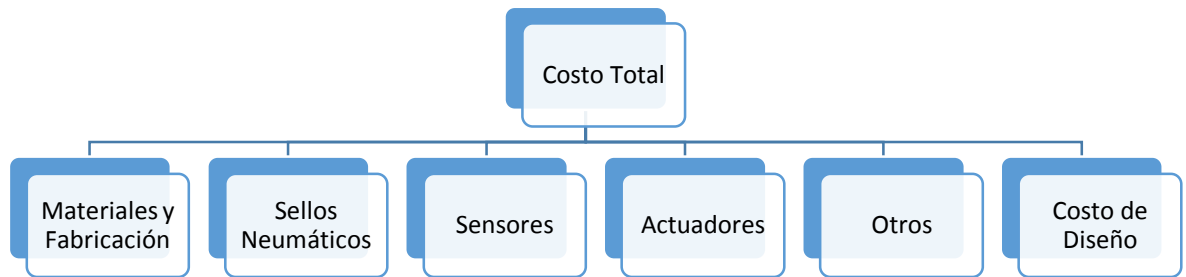 Costo Total
Materiales y
Fabricación
Sellos
Neumáticos
Sensores
Actuadores
Otros
Costo de
Diseño